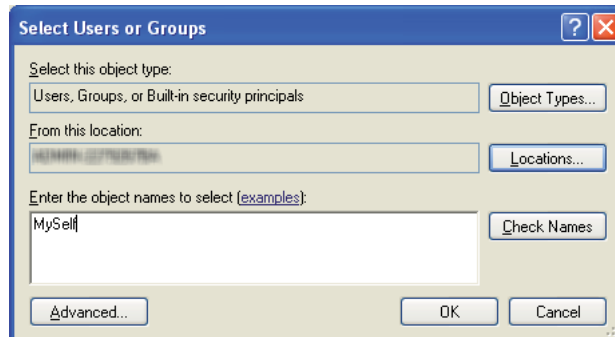 Select Users or Groups
Select this object type:
Users, Groups, or Built-in security principals
Object Types...
From this location:
Locations...
Enter the object names to select (examples):
MySelf
Check Names
Advanced...
OK
Cancel